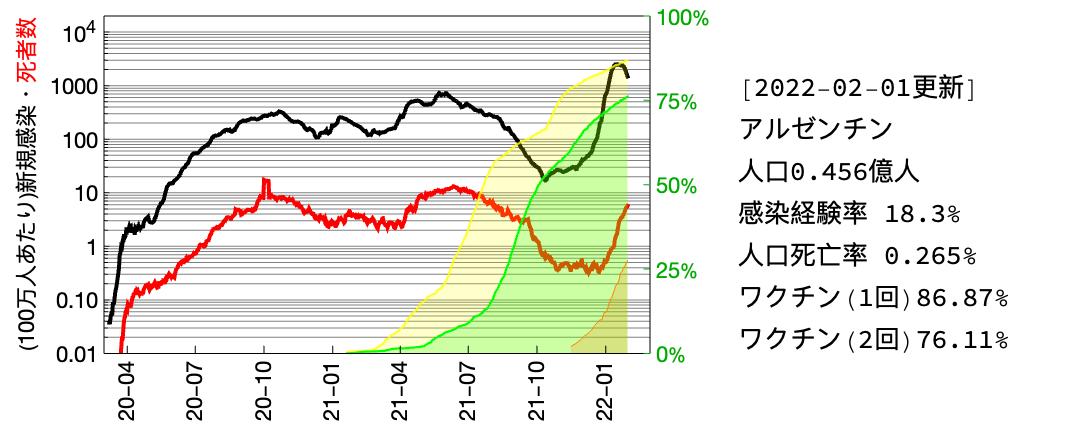 (100万人あたり)新規感染・死者数
10^4
1000
100
10
1
0.10
0.01
100%
75%
50%
25%
0%
20-04
20-07
20-10
21-01
21-04
21-07
21-10
22-01
[2022-02-01更新]
アルゼンチン
人口0.456億人
感染経験率 18.3%
人口死亡率 0.265%
ワクチン(1回)86.87%
ワクチン(2回)76.11%